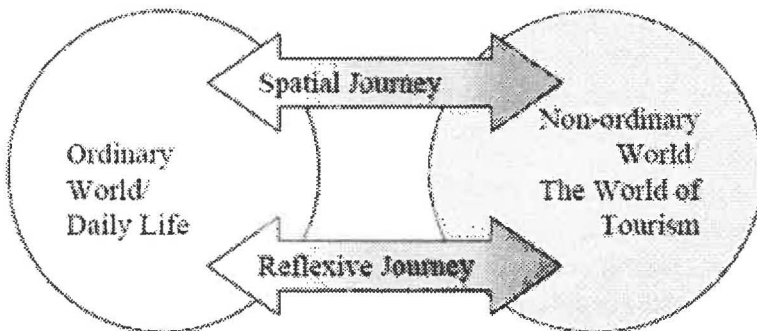 Spatial Journey
Ordinary
World/
Daily Life
Non-ordinary
World
The World of
Tourism
Reflexive Journey